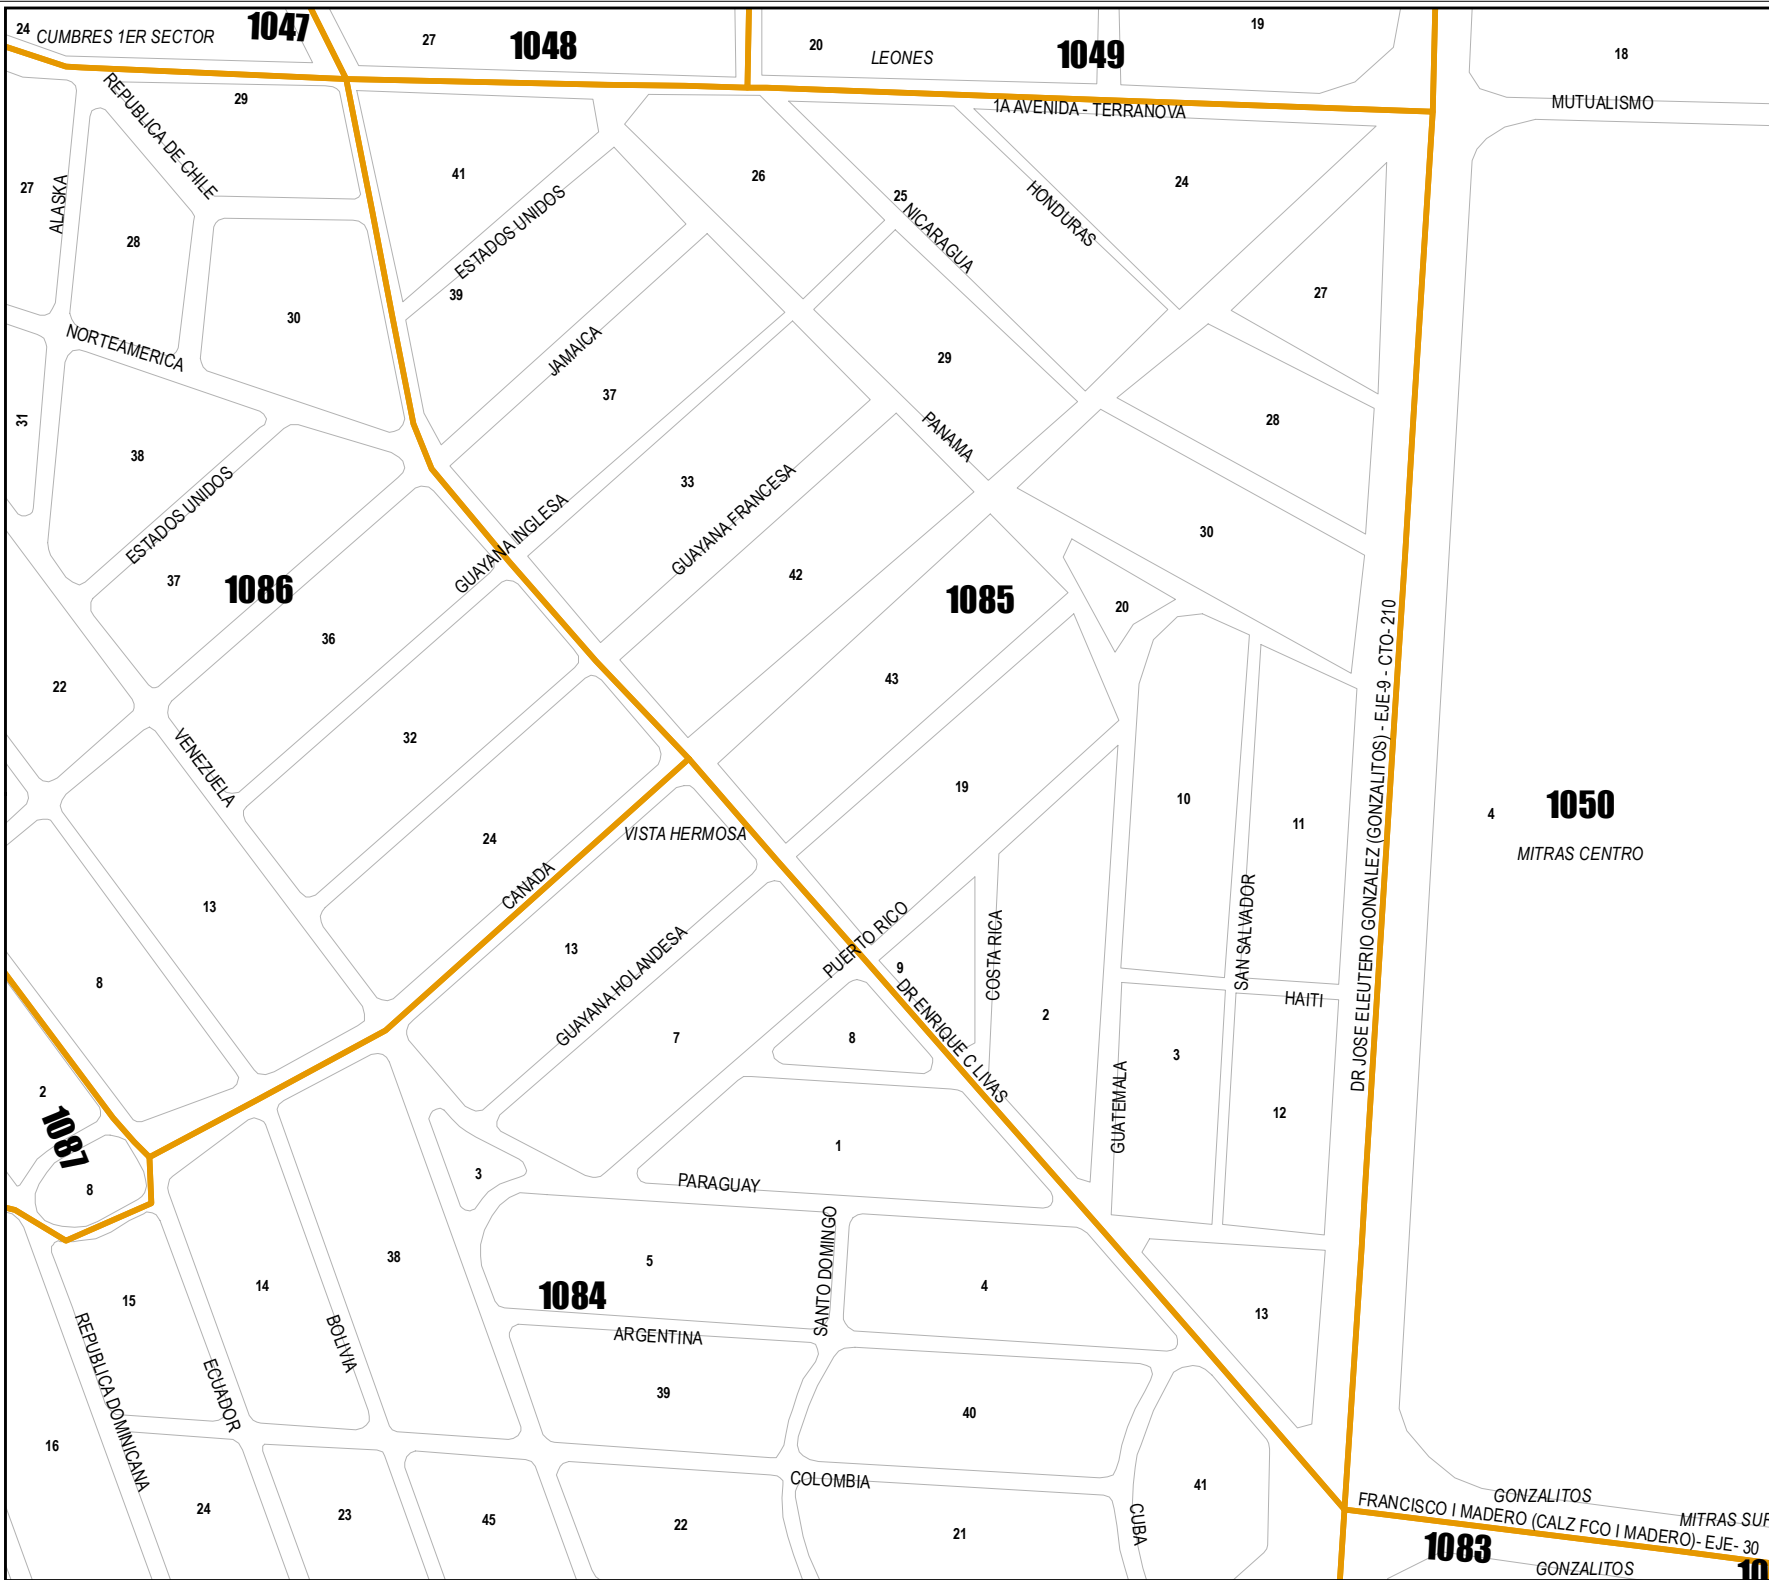 24
CUMBRES 1ER SECTOR
1047
27
1048
20
LEONES
1049
19
18
MUTUALISMO
1A AVENIDA - TERRANOVA
REPUBLICA DE CHILE
29
41
26
25
NICARAGUA
HONDURAS
24
27
ALASKA
28
ESTADOS UNIDOS
39
30
27
NORTEAMERICA
JAMAICA
37
29
PANAMA
28
31
38
ESTADOS UNIDOS
33
GUAYANA INGLESA
GUAYANA FRANCESA
30
37
1086
42
1085
20
36
43
22
VENEZUELA
32
19
10
11
DR JOSE ELEUTERIO GONZALEZ (GONZALITOS) - EJE-9 - CTO- 210
4
1050
MITRAS CENTRO
24
VISTA HERMOSA
CANADA
13
13
GUAYANA HOLANDESA
PUERTO RICO
9
DR ENRIQUE C LIVAS
COSTA RICA
SAN SALVADOR
HAITI
8
7
8
2
3
GUATEMALA
12
2
1087
8
3
1
PARAGUAY
SANTO DOMINGO
5
4
1084
38
14
15
13
REPUBLICA DOMINICANA
ECUADOR
BOLIVIA
ARGENTINA
39
40
16
COLOMBIA
41
CUBA
24
23
45
22
21
GONZALITOS
FRANCISCO I MADERO (CALZ FCO I MADERO)- EJE- 30
MITRAS SUR
1083
GONZALITOS
10